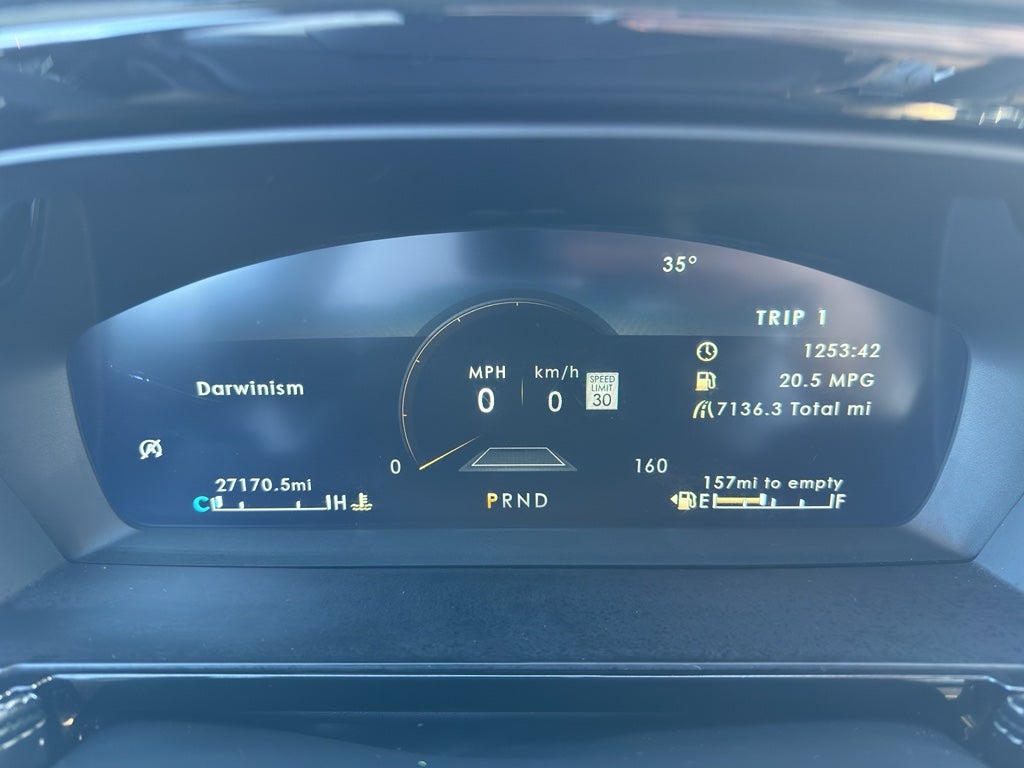 35°
TRIP 1
1253:42
20.5 MPG
7136.3 Total mi
Darwinism
MPH km/h
0 0
SPEED
LIMIT
30
0 160
27170.5mi
C H
PRND
157mi to empty
E F